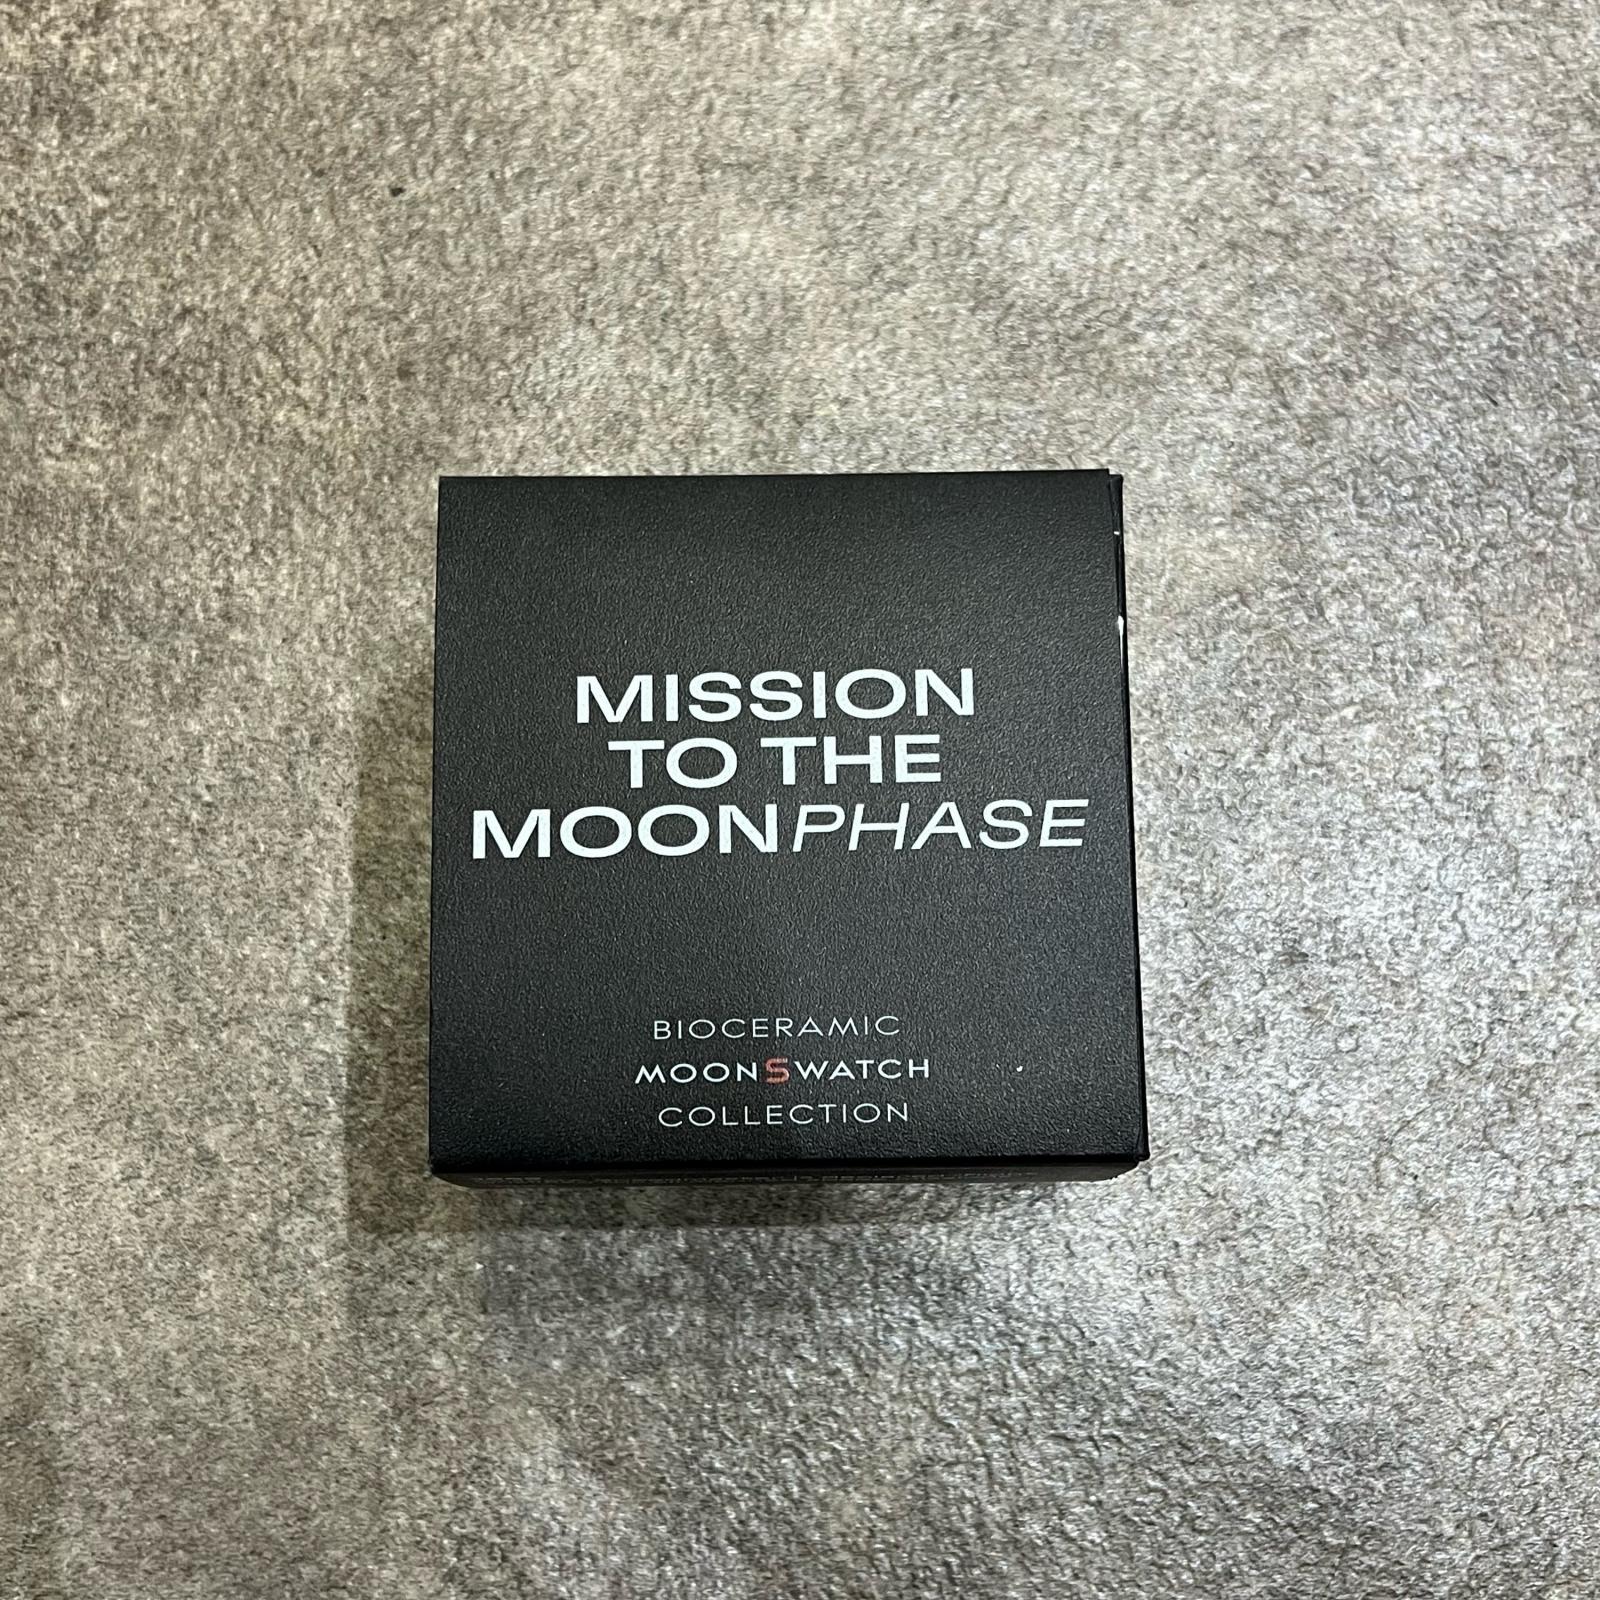 MISSION
TO THE
MOONPHASE
BIOCERAMIC
MOONSWATCH
COLLECTION